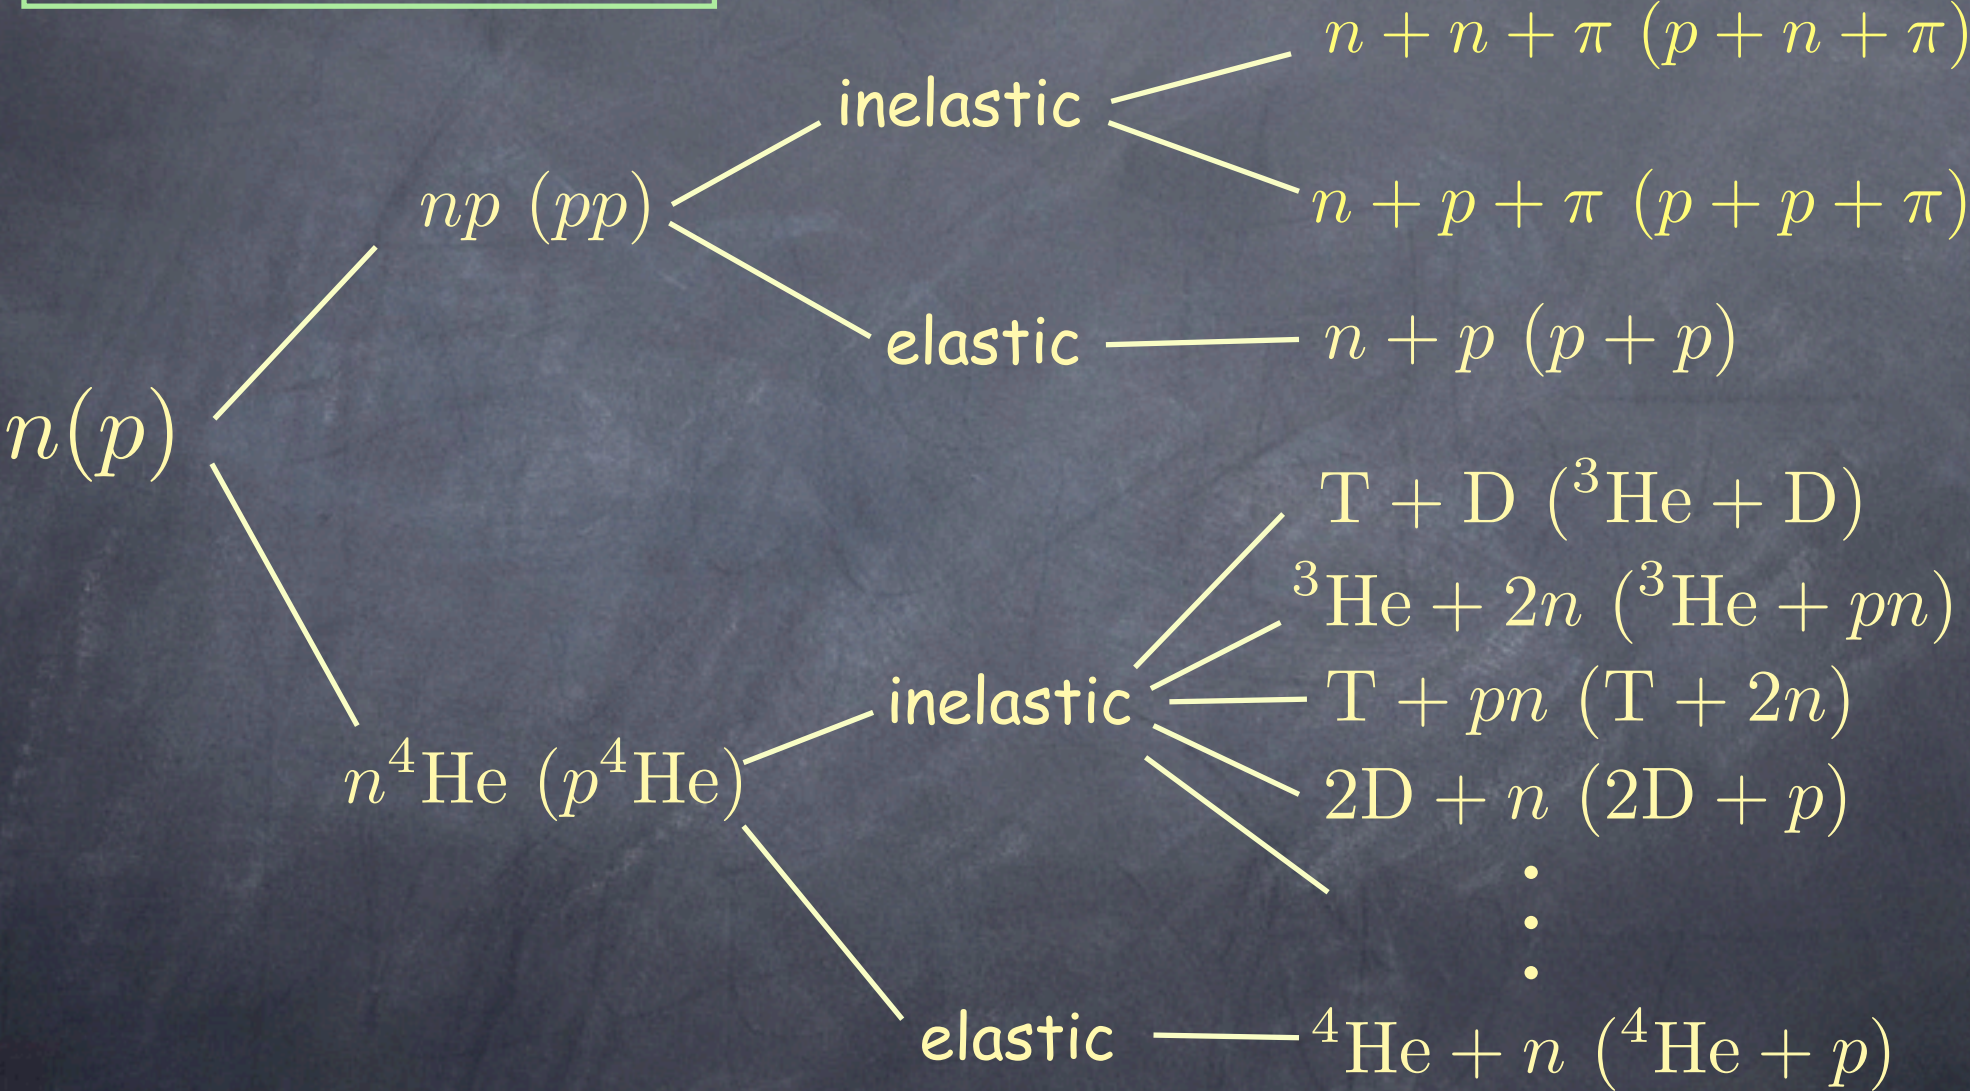 n + n + π (p + n + π)
inelastic
np (pp)
n + p + π (p + p + π)
elastic
n + p (p + p)
n(p)
T + D (³He + D)
³He + 2n (³He + pn)
inelastic
T + pn (T + 2n)
n⁴He (p⁴He)
2D + n (2D + p)
⋮
elastic
⁴He + n (⁴He + p)